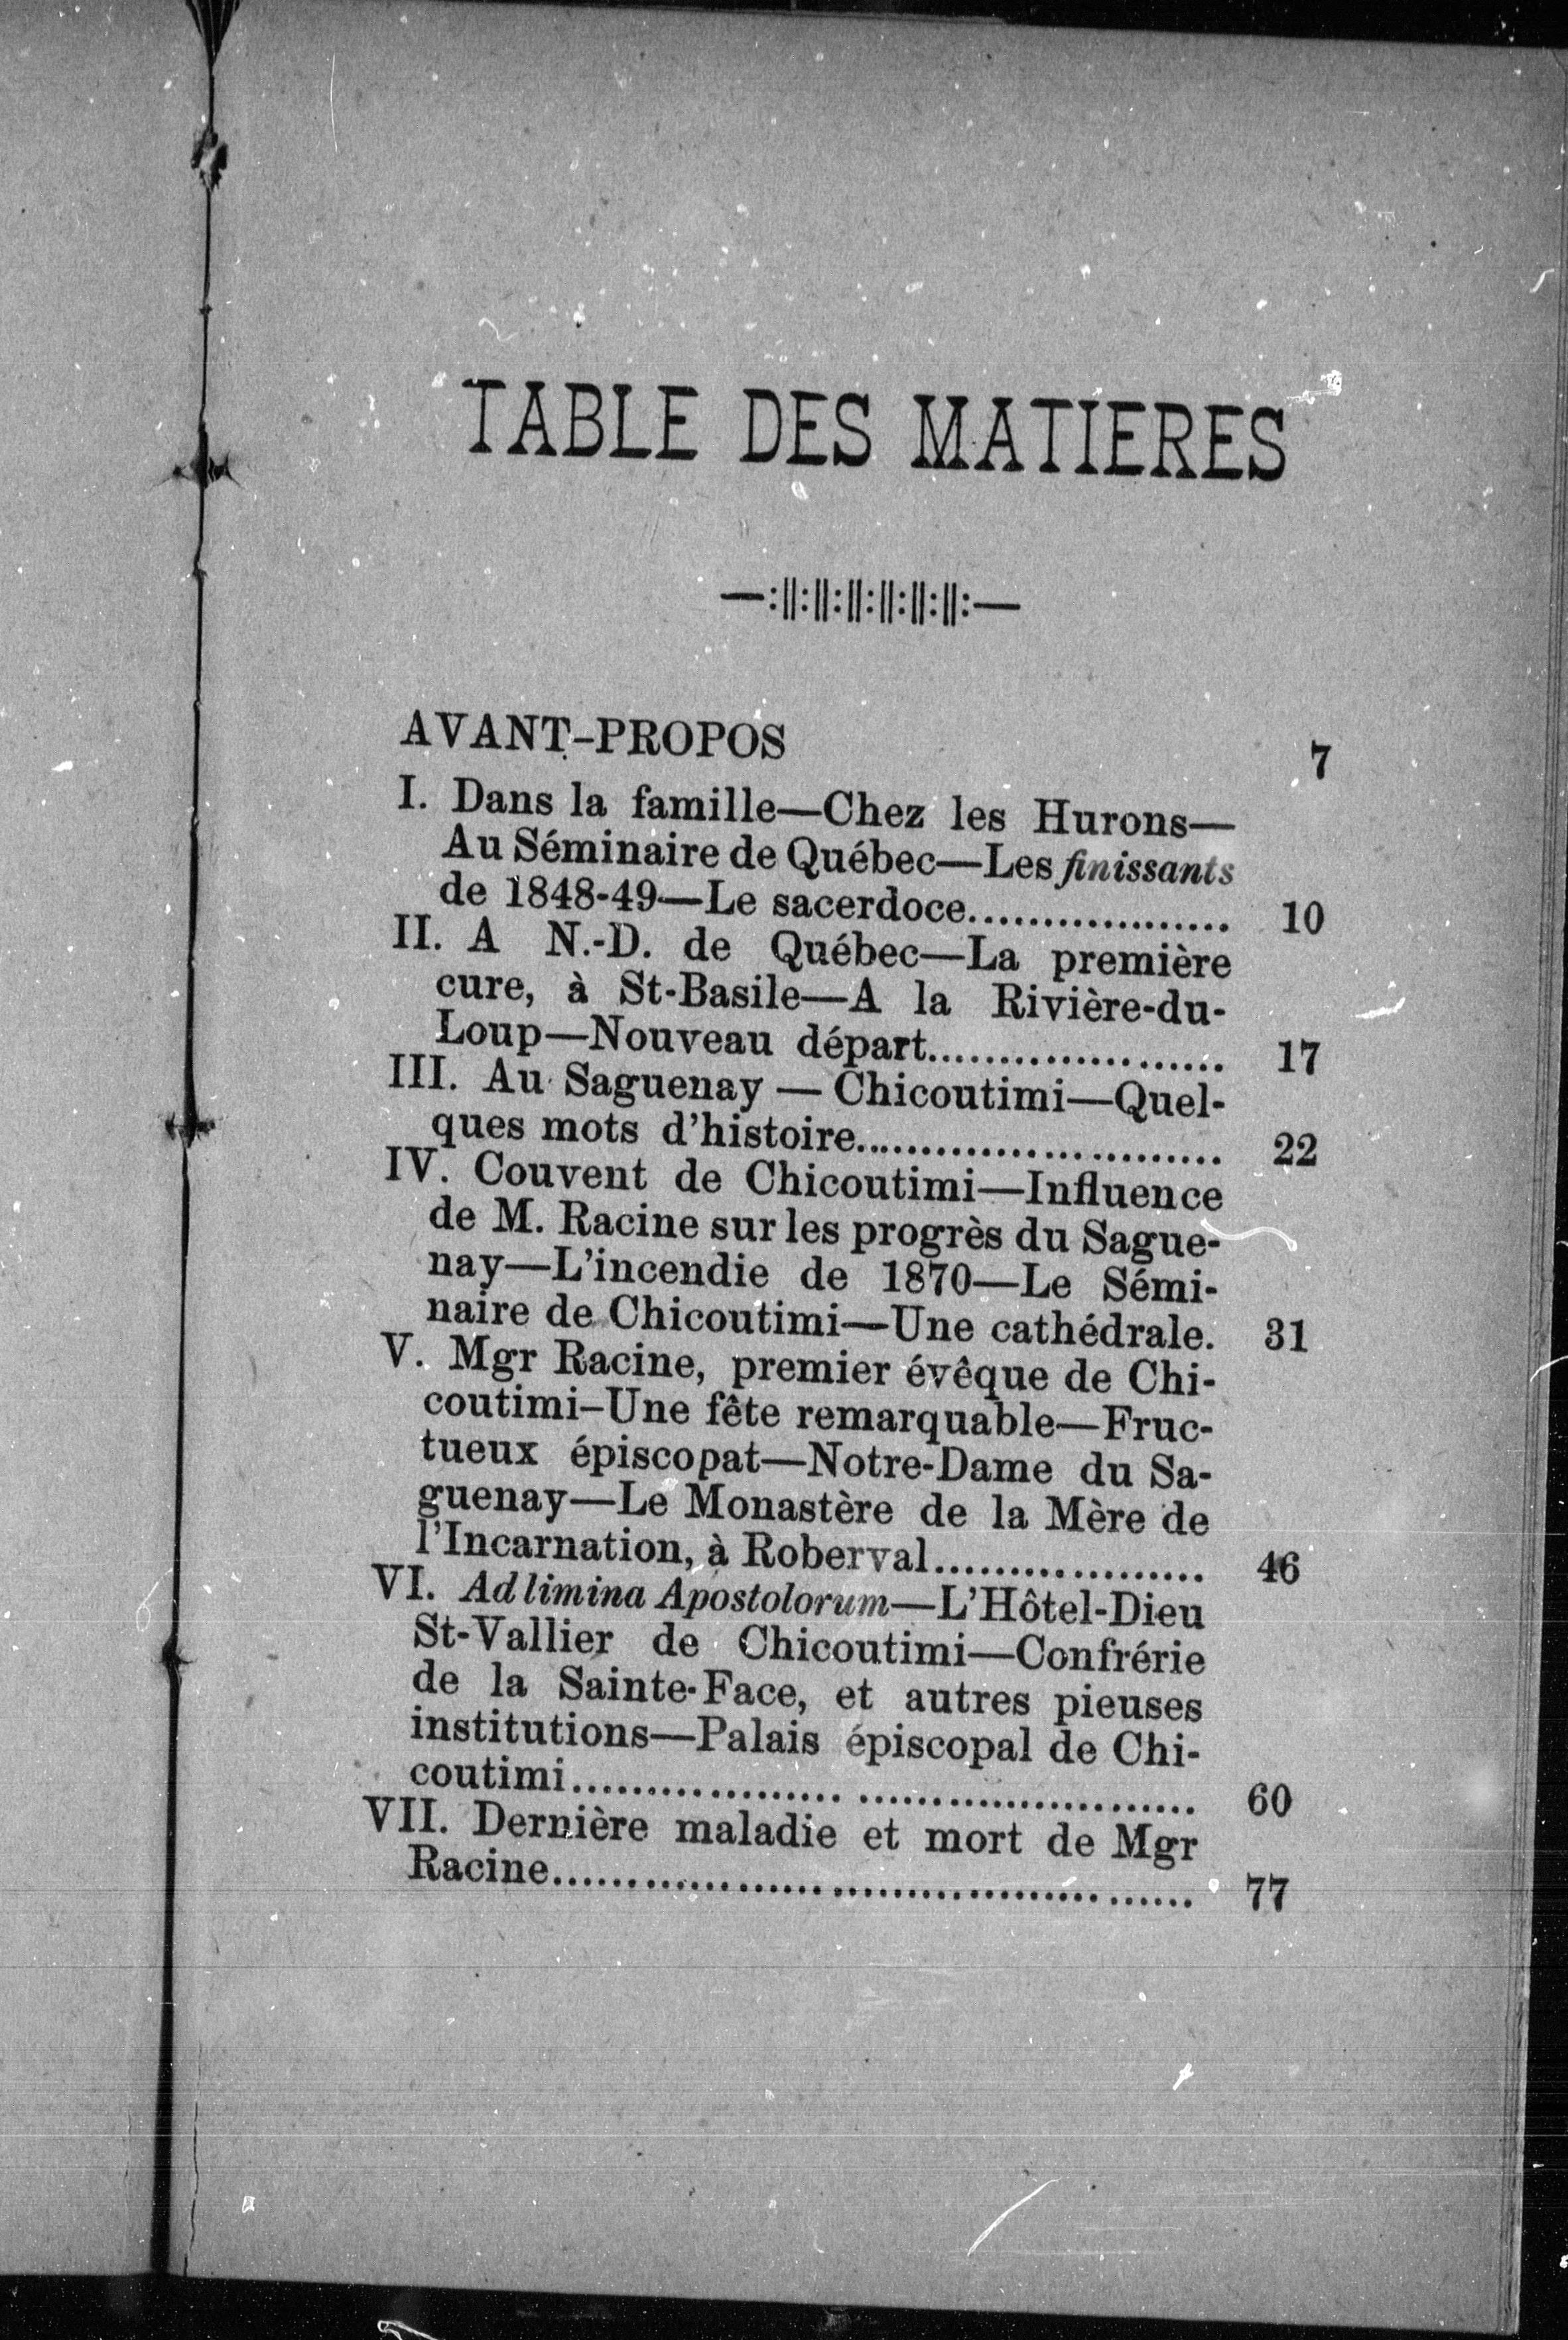 TABLE DES MATIERES
AVANT-PROPOS 7
I. Dans la famille—Chez les Hurons—
Au Séminaire de Québec—Les finissants
de 1848-49—Le sacerdoce................... 10
II. A N.-D. de Québec—La première
cure, à St-Basile—A la Rivière-du-
Loup—Nouveau départ..................... 17
III. Au Saguenay — Chicoutimi—Quel-
ques mots d'histoire.......................... 22
IV. Couvent de Chicoutimi—Influence
de M. Racine sur les progrès du Sague-
nay—L'incendie de 1870—Le Sémi-
naire de Chicoutimi—Une cathédrale. 31
V. Mgr Racine, premier évêque de Chi-
coutimi–Une fête remarquable—Fruc-
tueux épiscopat—Notre-Dame du Sa-
guenay—Le Monastère de la Mère de
l'Incarnation, à Roberval................... 46
VI. Ad limina Apostolorum—L'Hôtel-Dieu
St-Vallier de Chicoutimi—Confrérie
de la Sainte-Face, et autres pieuses
institutions—Palais épiscopal de Chi-
coutimi................... ........................ 60
VII. Dernière maladie et mort de Mgr
Racine............................................. 77